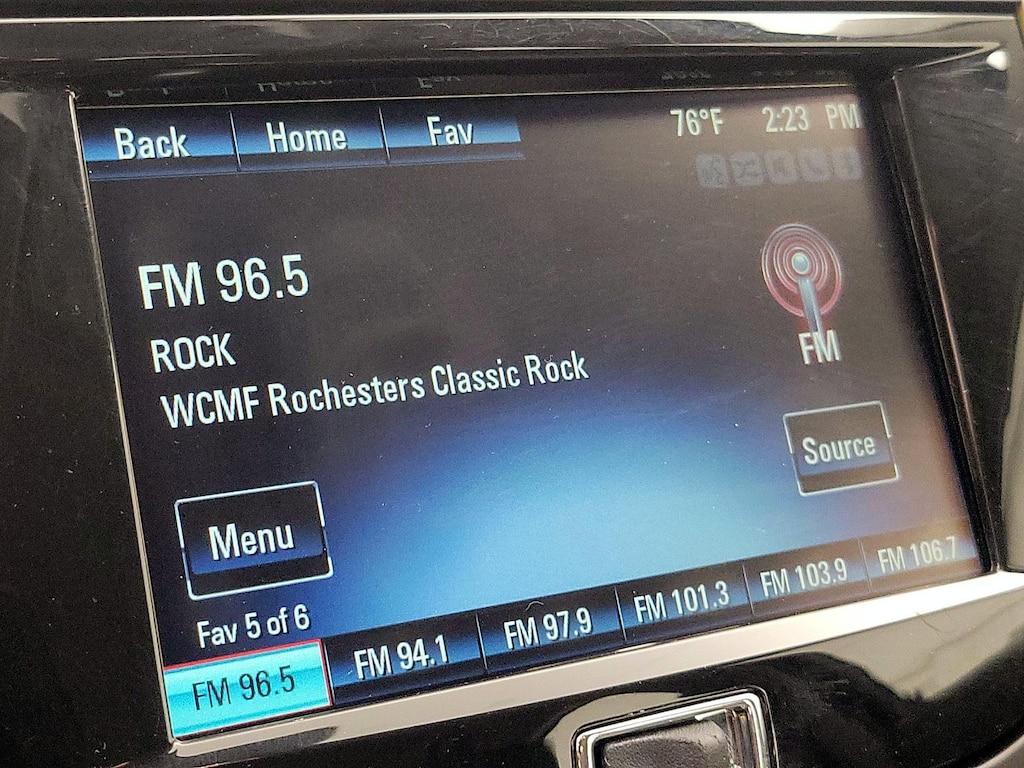 Back Home Fav 76°F 2:23 PM
FM 96.5
ROCK
WCMF Rochesters Classic Rock
FM
Source
Menu
Fav 5 of 6
FM 96.5 FM 94.1 FM 97.9 FM 101.3 FM 103.9 FM 106.7